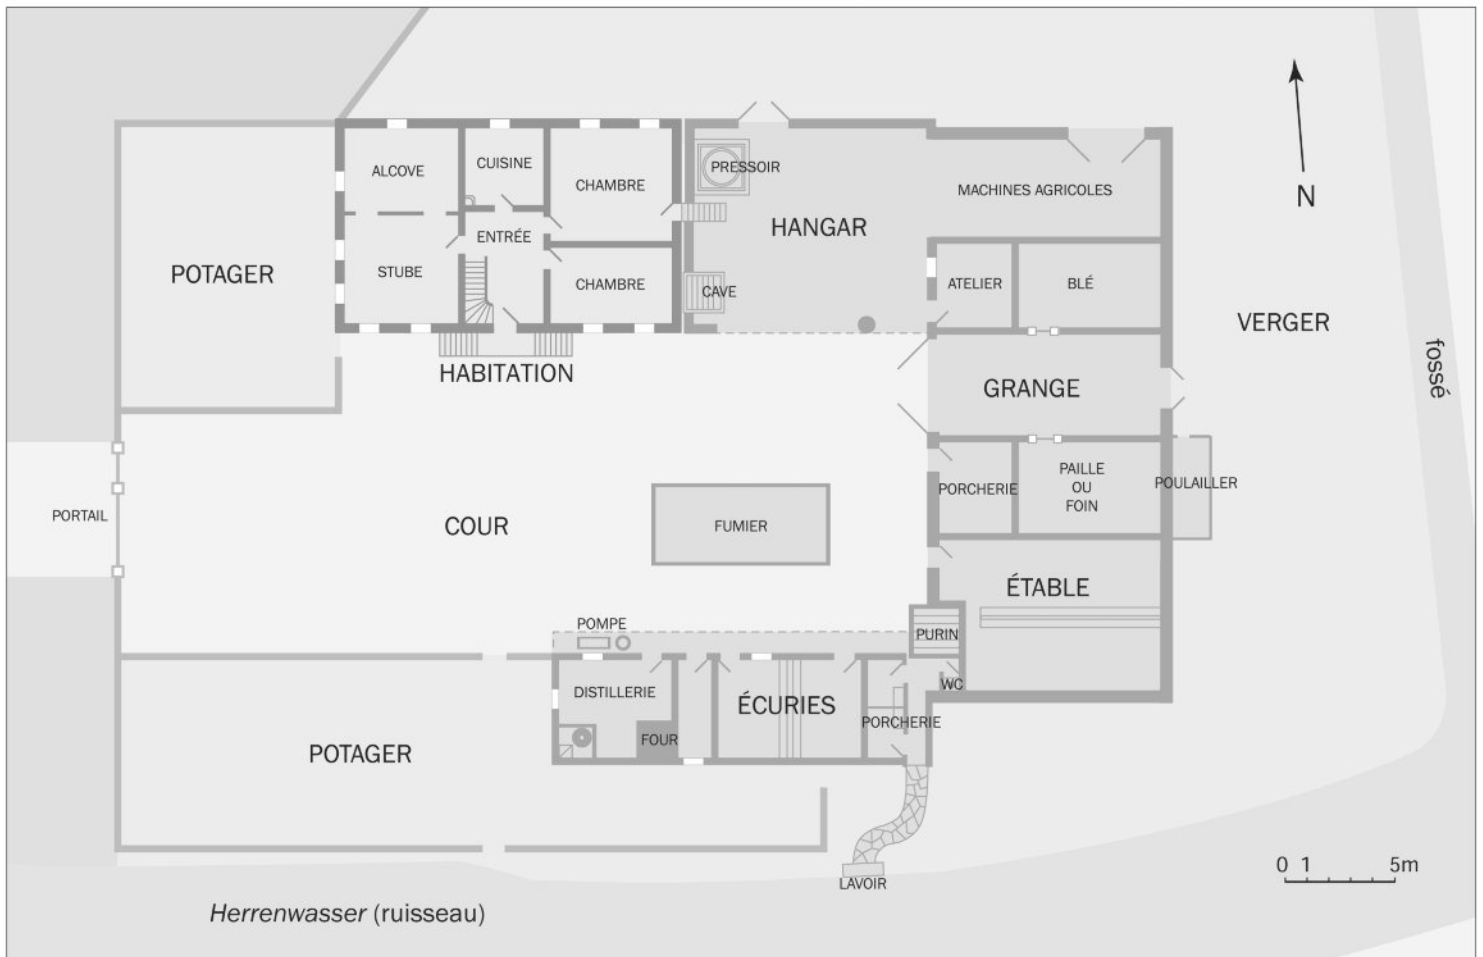 ALCOVE
CUISINE
CHAMBRE
PRESSOIR
MACHINES AGRICOLES
N
HANGAR
ENTRÉE
POTAGER
STUBE
CHAMBRE
CAVE
ATELIER
BLÉ
VERGER
fossé
HABITATION
GRANGE
PORCHERIE
PAILLE
OU
FOIN
POULAILLER
PORTAIL
COUR
FUMIER
ÉTABLE
POMPE
PURIN
DISTILLERIE
WC
ÉCURIES
PORCHERIE
FOUR
POTAGER
LAVOIR
0 1 5m
Herrenwasser (ruisseau)